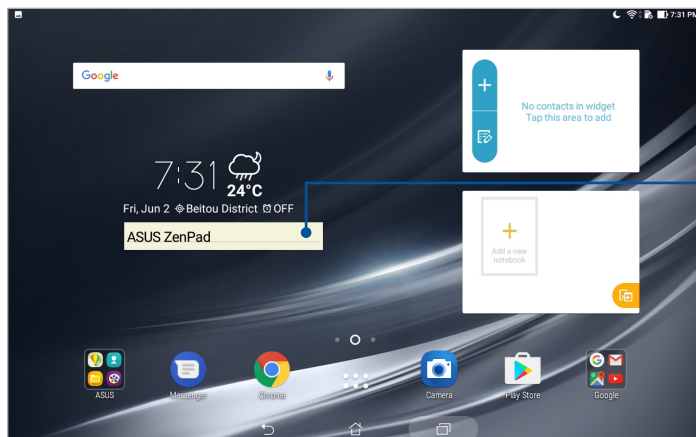 7:31 PM
Google
No contacts in widget
Tap this area to add
7:31
24°C
Fri, Jun 2 Beitou District OFF
ASUS ZenPad
Add a new
notebook
ASUS
Messenger
Chrome
Camera
Play Store
Google